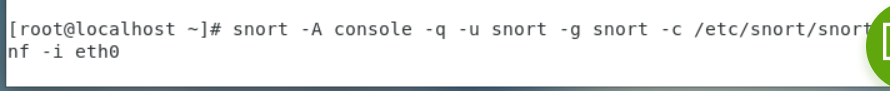 [root@localhost ~]# snort -A console -q -u snort -g snort -c /etc/snort/snort
nf -i eth0